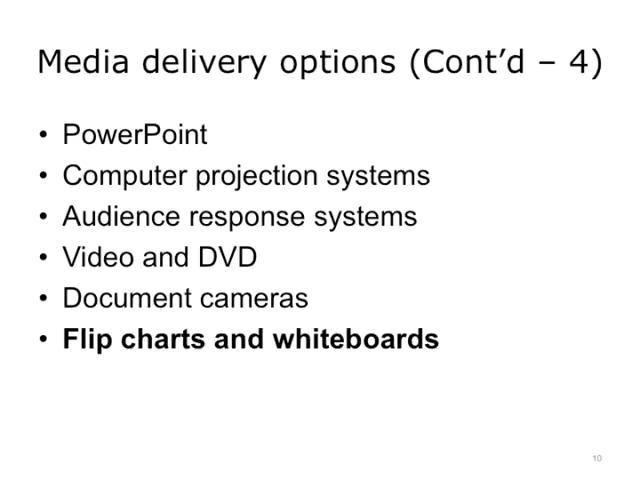 Media delivery options (Cont’d – 4)
• PowerPoint
• Computer projection systems
• Audience response systems
• Video and DVD
• Document cameras
• Flip charts and whiteboards
10